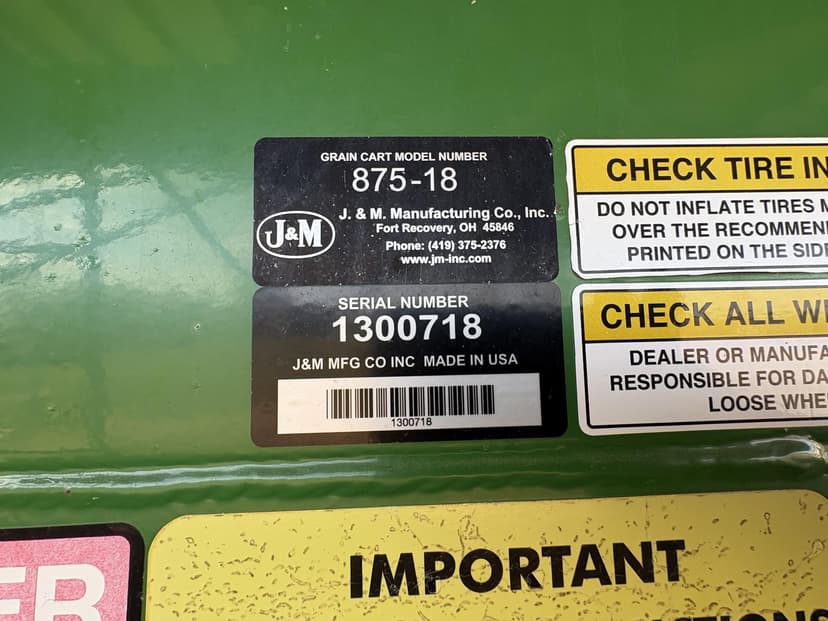 GRAIN CART MODEL NUMBER
875-18
J&M
J. & M. Manufacturing Co., Inc.
Fort Recovery, OH 45846
Phone: (419) 375-2376
www.jm-inc.com
SERIAL NUMBER
1300718
J&M MFG CO INC MADE IN USA
1300718
CHECK TIRE IN
DO NOT INFLATE TIRES M
OVER THE RECOMMEN
PRINTED ON THE SIDE
CHECK ALL
DEALER OR MANUFA
RESPONSIBLE FOR DA
LOOSE WHE
ER
IMPORTANT